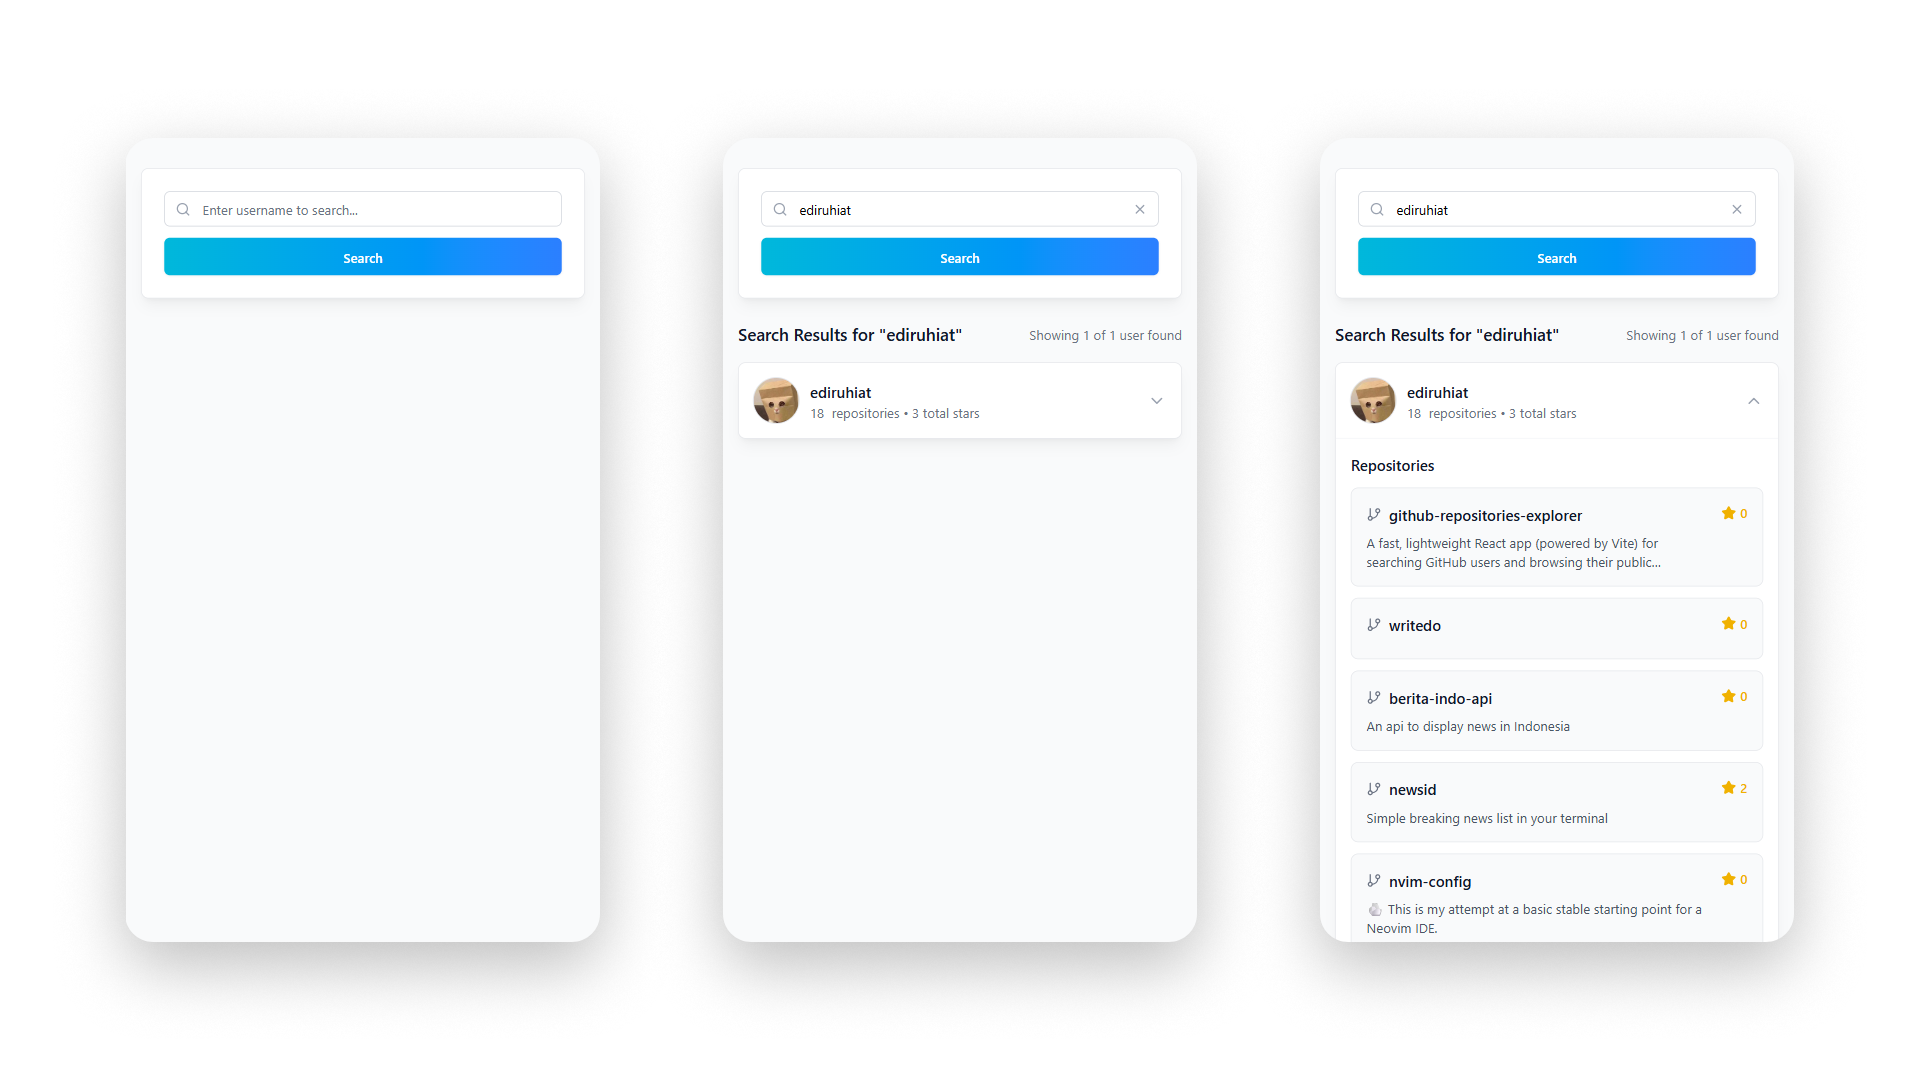 Enter username to search...
Search
ediruhiat
Search
Search Results for "ediruhiat"
Showing 1 of 1 user found
ediruhiat
18 repositories • 3 total stars
ediruhiat
Search
Search Results for "ediruhiat"
Showing 1 of 1 user found
ediruhiat
18 repositories • 3 total stars
Repositories
github-repositories-explorer
0
A fast, lightweight React app (powered by Vite) for
searching GitHub users and browsing their public...
writedo
0
berita-indo-api
0
An api to display news in Indonesia
newsid
2
Simple breaking news list in your terminal
nvim-config
0
This is my attempt at a basic stable starting point for a
Neovim IDE.